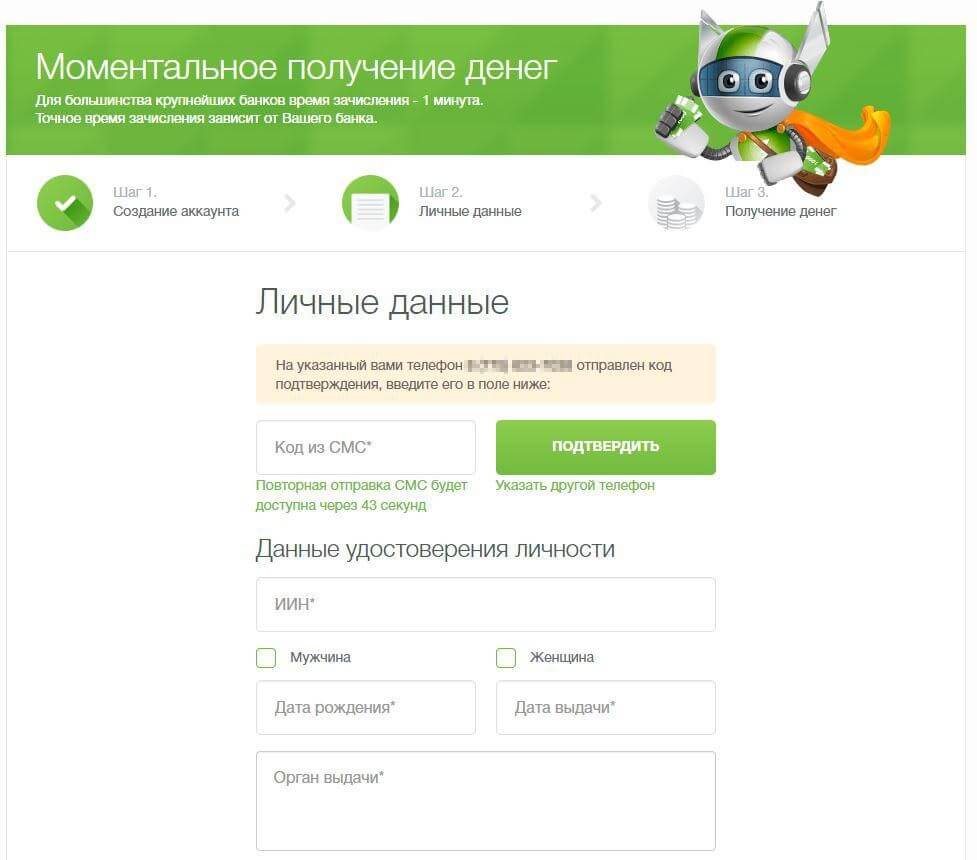 Моментальное получение денег
Для большинства крупнейших банков время зачисления - 1 минута.
Точное время зачисления зависит от Вашего банка.
Шаг 1.
Создание аккаунта
Шаг 2.
Личные данные
Шаг 3.
Получение денег
Личные данные
На указанный вами телефон отправлен код
подтверждения, введите его в поле ниже:
Код из СМС*
ПОДТВЕРДИТЬ
Повторная отправка СМС будет
доступна через 43 секунд
Указать другой телефон
Данные удостоверения личности
ИИН*
Мужчина
Женщина
Дата рождения*
Дата выдачи*
Орган выдачи*